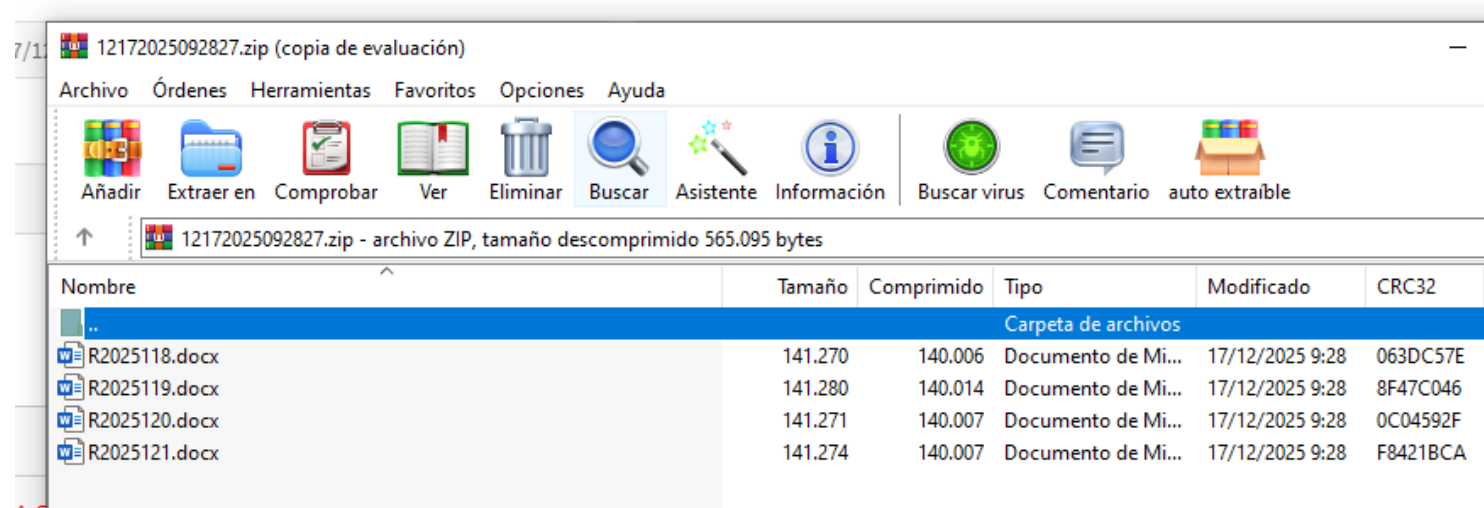 12172025092827.zip (copia de evaluación)
Archivo Órdenes Herramientas Favoritos Opciones Ayuda
Añadir Extraer en Comprobar Ver Eliminar Buscar Asistente Información Buscar virus Comentario auto extraíble
12172025092827.zip - archivo ZIP, tamaño descomprimido 565.095 bytes
Nombre Tamaño Comprimido Tipo Modificado CRC32
.. Carpeta de archivos
R2025118.docx 141.270 140.006 Documento de Mi... 17/12/2025 9:28 063DC57E
R2025119.docx 141.280 140.014 Documento de Mi... 17/12/2025 9:28 8F47C046
R2025120.docx 141.271 140.007 Documento de Mi... 17/12/2025 9:28 0C04592F
R2025121.docx 141.274 140.007 Documento de Mi... 17/12/2025 9:28 F8421BCA